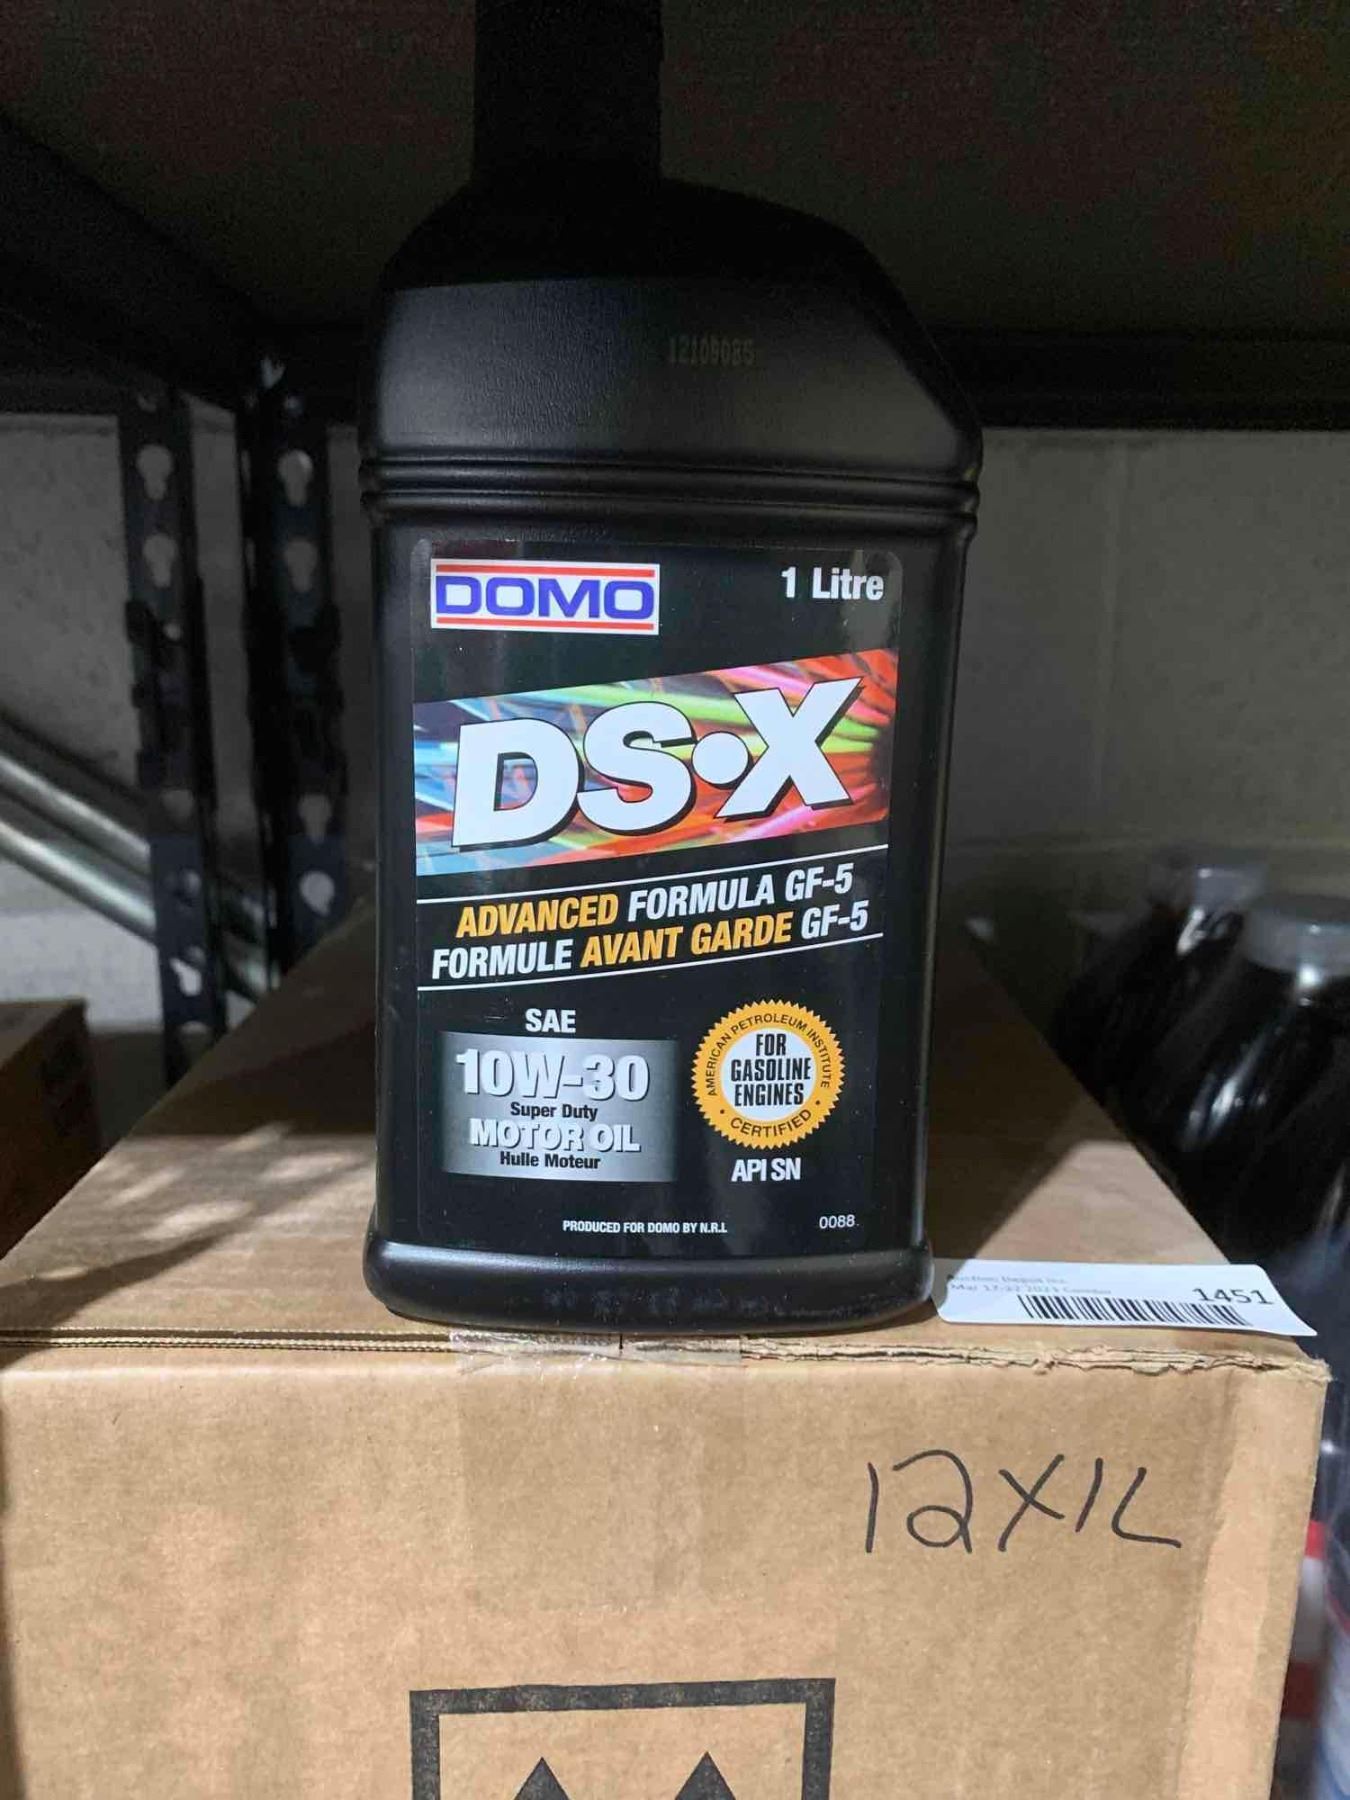 12106086
DOMO
1 Litre
DS•X
ADVANCED FORMULA GF-5
FORMULE AVANT GARDE GF-5
SAE
10W-30
Super Duty
MOTOR OIL
Huile Moteur
AMERICAN PETROLEUM INSTITUTE
FOR
GASOLINE
ENGINES
CERTIFIED
API SN
PRODUCED FOR DOMO BY N.R.L
0088
1451
12X1L